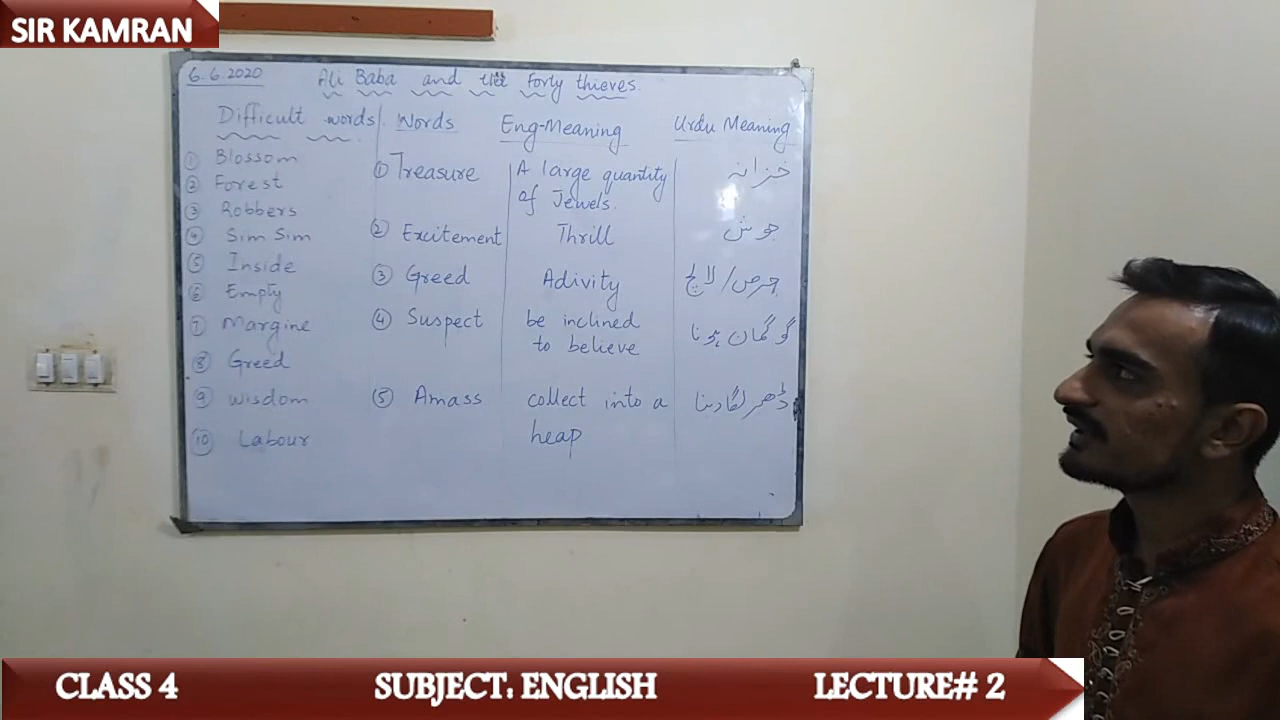 SIR KAMRAN
6.6.2020 Ali Baba and the Forty thieves.
Difficult words Words Eng-Meaning Urdu Meaning
① Blossom
② Forest
③ Robbers
④ Sim Sim
⑤ Inside
⑥ Empty
⑦ Margine
⑧ Greed
⑨ wisdom
⑩ Labour
① Treasure A large quantity خزانہ
of Jewels.
② Excitement Thrill جوش
③ Greed Adivity حرص/لالچ
④ Suspect be inclined گو گمان ہونا
to believe
⑤ Amass collect into a ڈھیر لگا دینا
heap
CLASS 4 SUBJECT: ENGLISH LECTURE# 2